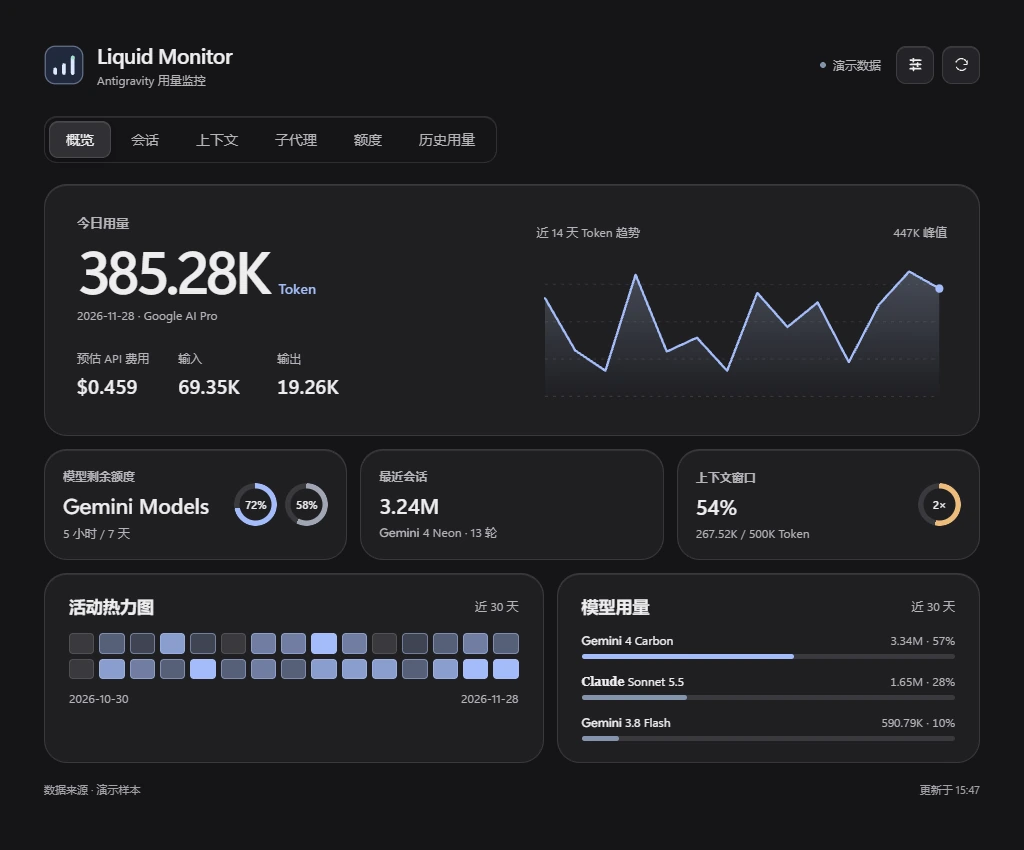 Liquid Monitor
Antigravity 用量监控
演示数据
概览 会话 上下文 子代理 额度 历史用量
今日用量
385.28K Token
2026-11-28 · Google AI Pro
预估 API 费用 输入 输出
$0.459 69.35K 19.26K
近 14 天 Token 趋势 447K 峰值
模型剩余额度
Gemini Models
5 小时 / 7 天
72% 58%
最近会话
3.24M
Gemini 4 Neon · 13 轮
上下文窗口
54%
267.52K / 500K Token
2×
活动热力图 近 30 天
2026-10-30 2026-11-28
模型用量 近 30 天
Gemini 4 Carbon 3.34M · 57%
Claude Sonnet 5.5 1.65M · 28%
Gemini 3.8 Flash 590.79K · 10%
数据来源 · 演示样本 更新于 15:47